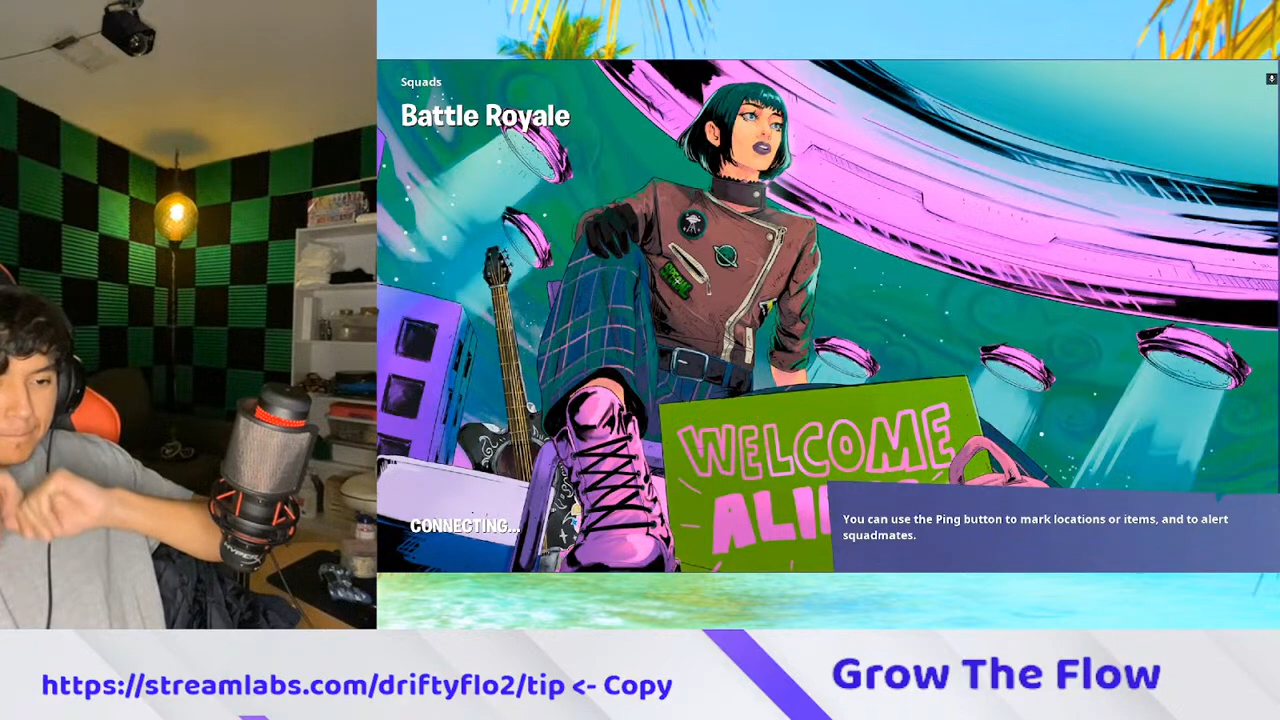 Squads
Battle Royale
WELCOME
CONNECTING...
You can use the Ping button to mark locations or items, and to alert
squadmates.
https://streamlabs.com/driftyflo2/tip <- Copy
Grow The Flow